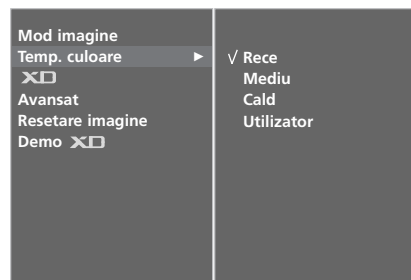 Mod imagine
Temp. culoare ►
XD
Avansat
Resetare imagine
Demo XD
√ Rece
Mediu
Cald
Utilizator